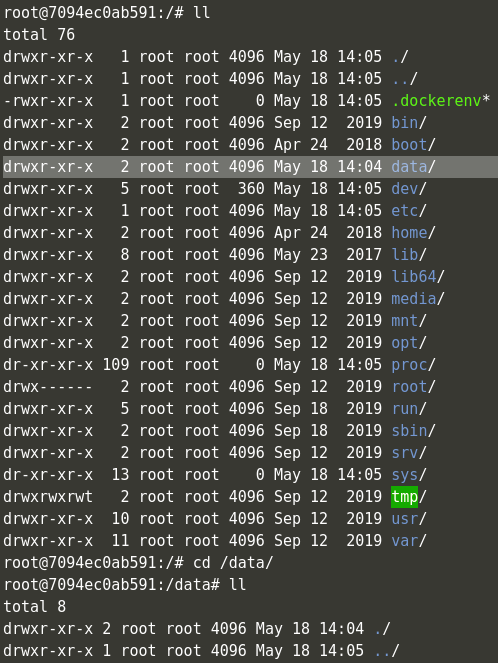 root@7094ec0ab591:/# ll
total 76
drwxr-xr-x   1 root root 4096 May 18 14:05 ./
drwxr-xr-x   1 root root 4096 May 18 14:05 ../
-rwxr-xr-x   1 root root    0 May 18 14:05 .dockerenv*
drwxr-xr-x   2 root root 4096 Sep 12  2019 bin/
drwxr-xr-x   2 root root 4096 Apr 24  2018 boot/
drwxr-xr-x   2 root root 4096 May 18 14:04 data/
drwxr-xr-x   5 root root  360 May 18 14:05 dev/
drwxr-xr-x   1 root root 4096 May 18 14:05 etc/
drwxr-xr-x   2 root root 4096 Apr 24  2018 home/
drwxr-xr-x   8 root root 4096 May 23  2017 lib/
drwxr-xr-x   2 root root 4096 Sep 12  2019 lib64/
drwxr-xr-x   2 root root 4096 Sep 12  2019 media/
drwxr-xr-x   2 root root 4096 Sep 12  2019 mnt/
drwxr-xr-x   2 root root 4096 Sep 12  2019 opt/
dr-xr-xr-x 109 root root    0 May 18 14:05 proc/
drwx------   2 root root 4096 Sep 12  2019 root/
drwxr-xr-x   5 root root 4096 Sep 18  2019 run/
drwxr-xr-x   2 root root 4096 Sep 18  2019 sbin/
drwxr-xr-x   2 root root 4096 Sep 12  2019 srv/
dr-xr-xr-x  13 root root    0 May 18 14:05 sys/
drwxrwxrwt   2 root root 4096 Sep 12  2019 tmp/
drwxr-xr-x  10 root root 4096 Sep 12  2019 usr/
drwxr-xr-x  11 root root 4096 Sep 12  2019 var/
root@7094ec0ab591:/# cd /data/
root@7094ec0ab591:/data# ll
total 8
drwxr-xr-x 2 root root 4096 May 18 14:04 ./
drwxr-xr-x 1 root root 4096 May 18 14:05 ../